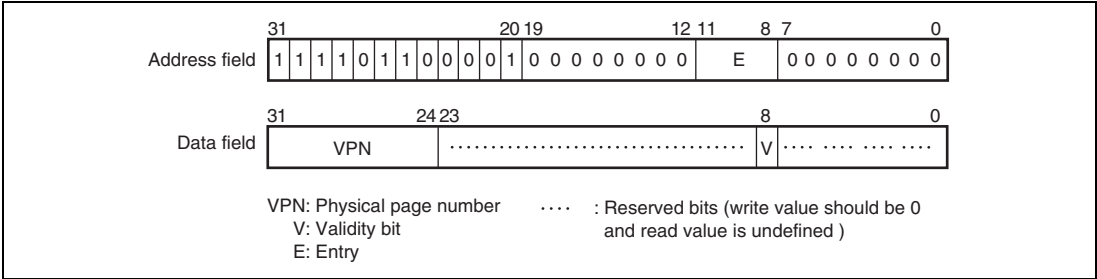 31 20 19 12 11 8 7 0
Address field 1 1 1 1 0 1 1 0 0 0 0 1 0 0 0 0 0 0 0 0 E 0 0 0 0 0 0 0 0
31 24 23 8 0
Data field VPN .................................... V .... .... .... ....
VPN: Physical page number .... : Reserved bits (write value should be 0
V: Validity bit and read value is undefined )
E: Entry